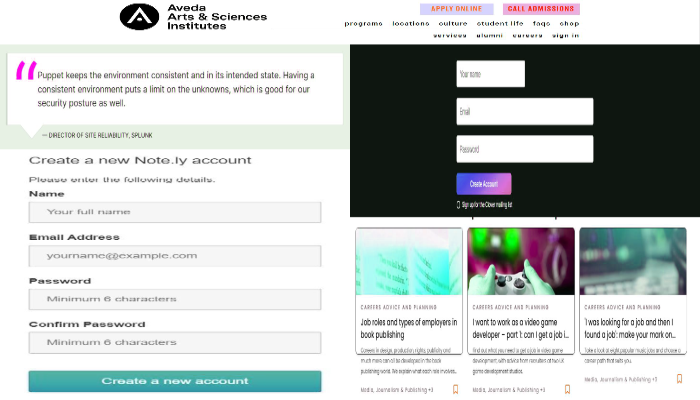 Aveda
Arts & Sciences
Institutes
APPLY ONLINE
CALL ADMISSIONS
programs locations culture student life faqs shop
services alumni careers sign in
Puppet keeps the environment consistent and in its intended state. Having a
consistent environment puts a limit on the unknowns, which is good for our
security posture as well.
— DIRECTOR OF SITE RELIABILITY, SPLUNK
Create a new Note.ly account
Please enter the following details.
Name
Your full name
Email Address
yourname@example.com
Password
Minimum 6 characters
Confirm Password
Minimum 6 characters
Create a new account
Your name
Email
Password
Create Account
Sign up for the Clover mailing list
CAREERS ADVICE AND PLANNING
Job roles and types of employers in
book publishing
Careers in design, production, rights, publicity and
much more can all be developed in the book
publishing world. We explain what each role involves...
Media, Journalism & Publishing +3
CAREERS ADVICE AND PLANNING
I want to work as a video game
developer – part 1: can I get a job i...
Find out what you need to get a job in video game
development, with advice from recruiters at two UK
game development studios.
Media, Journalism & Publishing +3
CAREERS ADVICE AND PLANNING
'I was looking for a job and then I
found a job': make your mark on...
Take a look at eight popular music jobs and choose a
career path that suits you.
Media, Journalism & Publishing +3